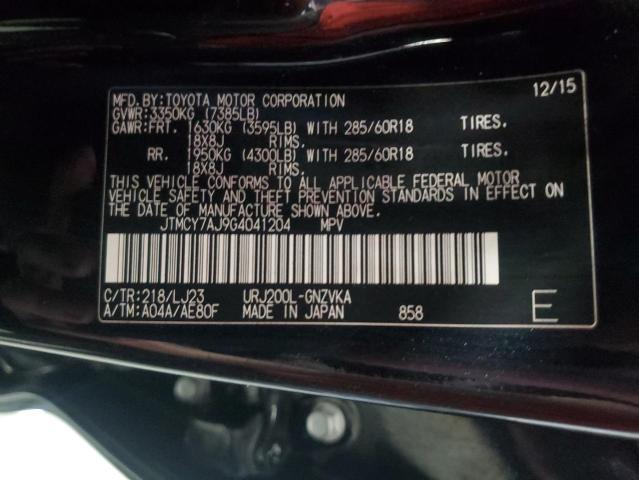 12/15
MFD.BY:TOYOTA MOTOR CORPORATION
GVWR:3350KG (7385LB)
GAWR:FRT. 1630KG (3595LB) WITH 285/60R18 TIRES.
18X8J RIMS.
RR. 1950KG (4300LB) WITH 285/60R18 TIRES.
18X8J RIMS.
THIS VEHICLE CONFORMS TO ALL APPLICABLE FEDERAL MOTOR
VEHICLE SAFETY AND THEFT PREVENTION STANDARDS IN EFFECT ON
THE DATE OF MANUFACTURE SHOWN ABOVE.
JTMCY7AJ9G4041204 MPV
C/TR:218/LJ23 URJ200L-GNZVKA
A/TM:A04A/AE80F MADE IN JAPAN 858
E